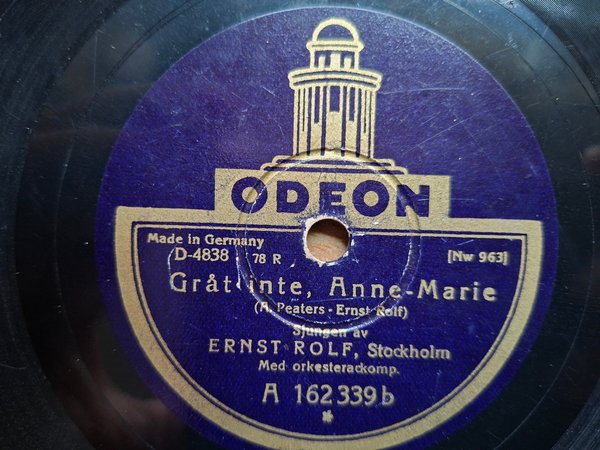 ODEON
Made in Germany
D-4838 78 R [Nw 963]
Gråt inte, Anne-Marie
(A. Peaters - Ernst Rolf)
Sjungen av
ERNST ROLF, Stockholm
Med orkesterackomp.
A 162339b
*